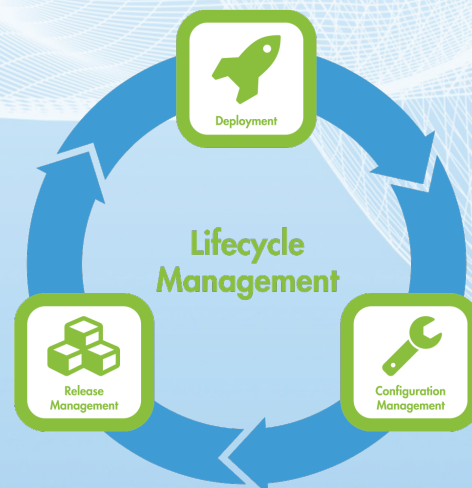 Deployment
Lifecycle
Management
Release
Management
Configuration
Management